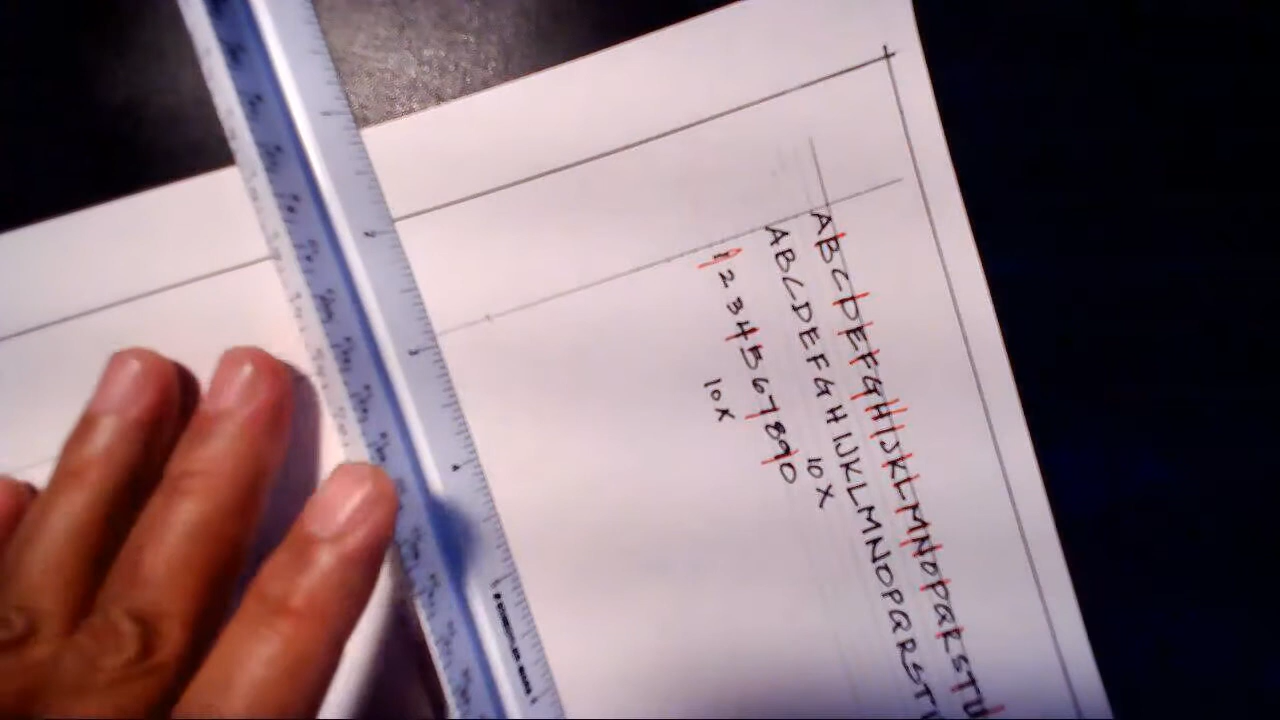 ABCDEFGHIJKLMNOPQRSTU
ABCDEFGHIJKLMNOPQRST
10X
1234567890
10X